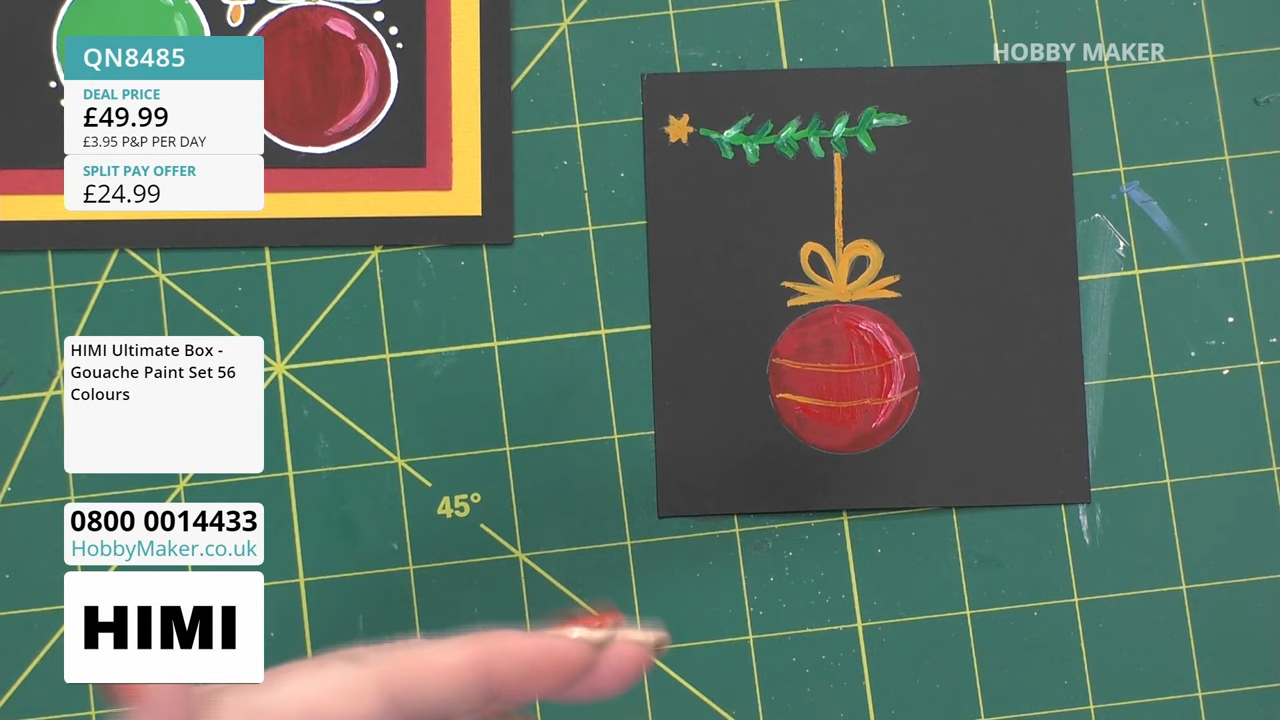 QN8485
DEAL PRICE
£49.99
£3.95 P&P PER DAY
SPLIT PAY OFFER
£24.99
HIMI Ultimate Box -
Gouache Paint Set 56
Colours
0800 0014433
HobbyMaker.co.uk
HIMI
HOBBY MAKER
45°